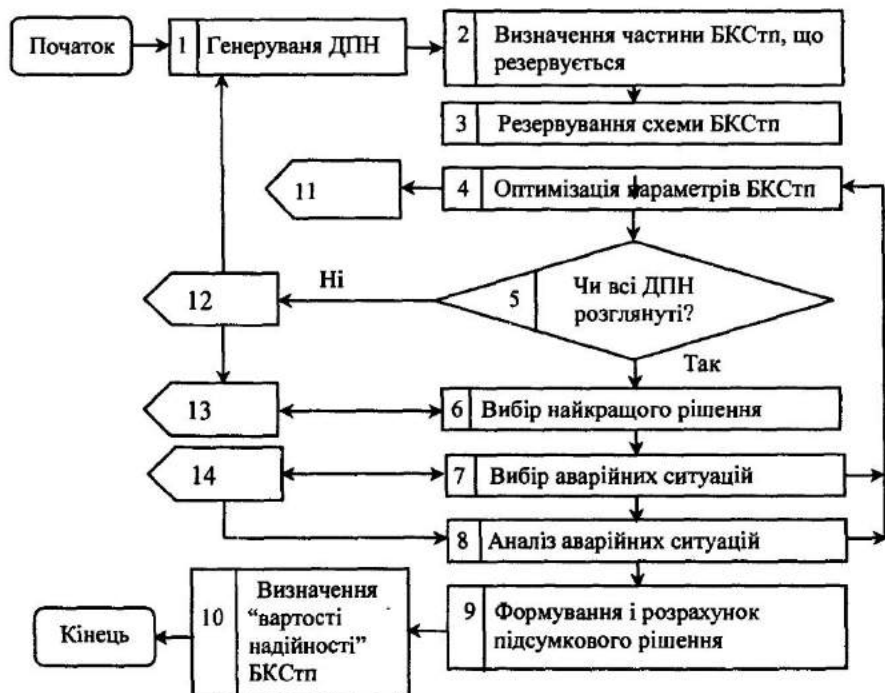 Початок
1 Генеруваня ДПН
2 Визначення частини БКСтп, що
резервується
3 Резервування схеми БКСтп
11
4 Оптимізація параметрів БКСтп
Ні
12
5 Чи всі ДПН
розглянуті?
Так
13
6 Вибір найкращого рішення
14
7 Вибір аварійних ситуацій
8 Аналіз аварійних ситуацій
9 Формування і розрахунок
підсумкового рішення
10 Визначення
“вартості
надійності”
БКСтп
Кінець